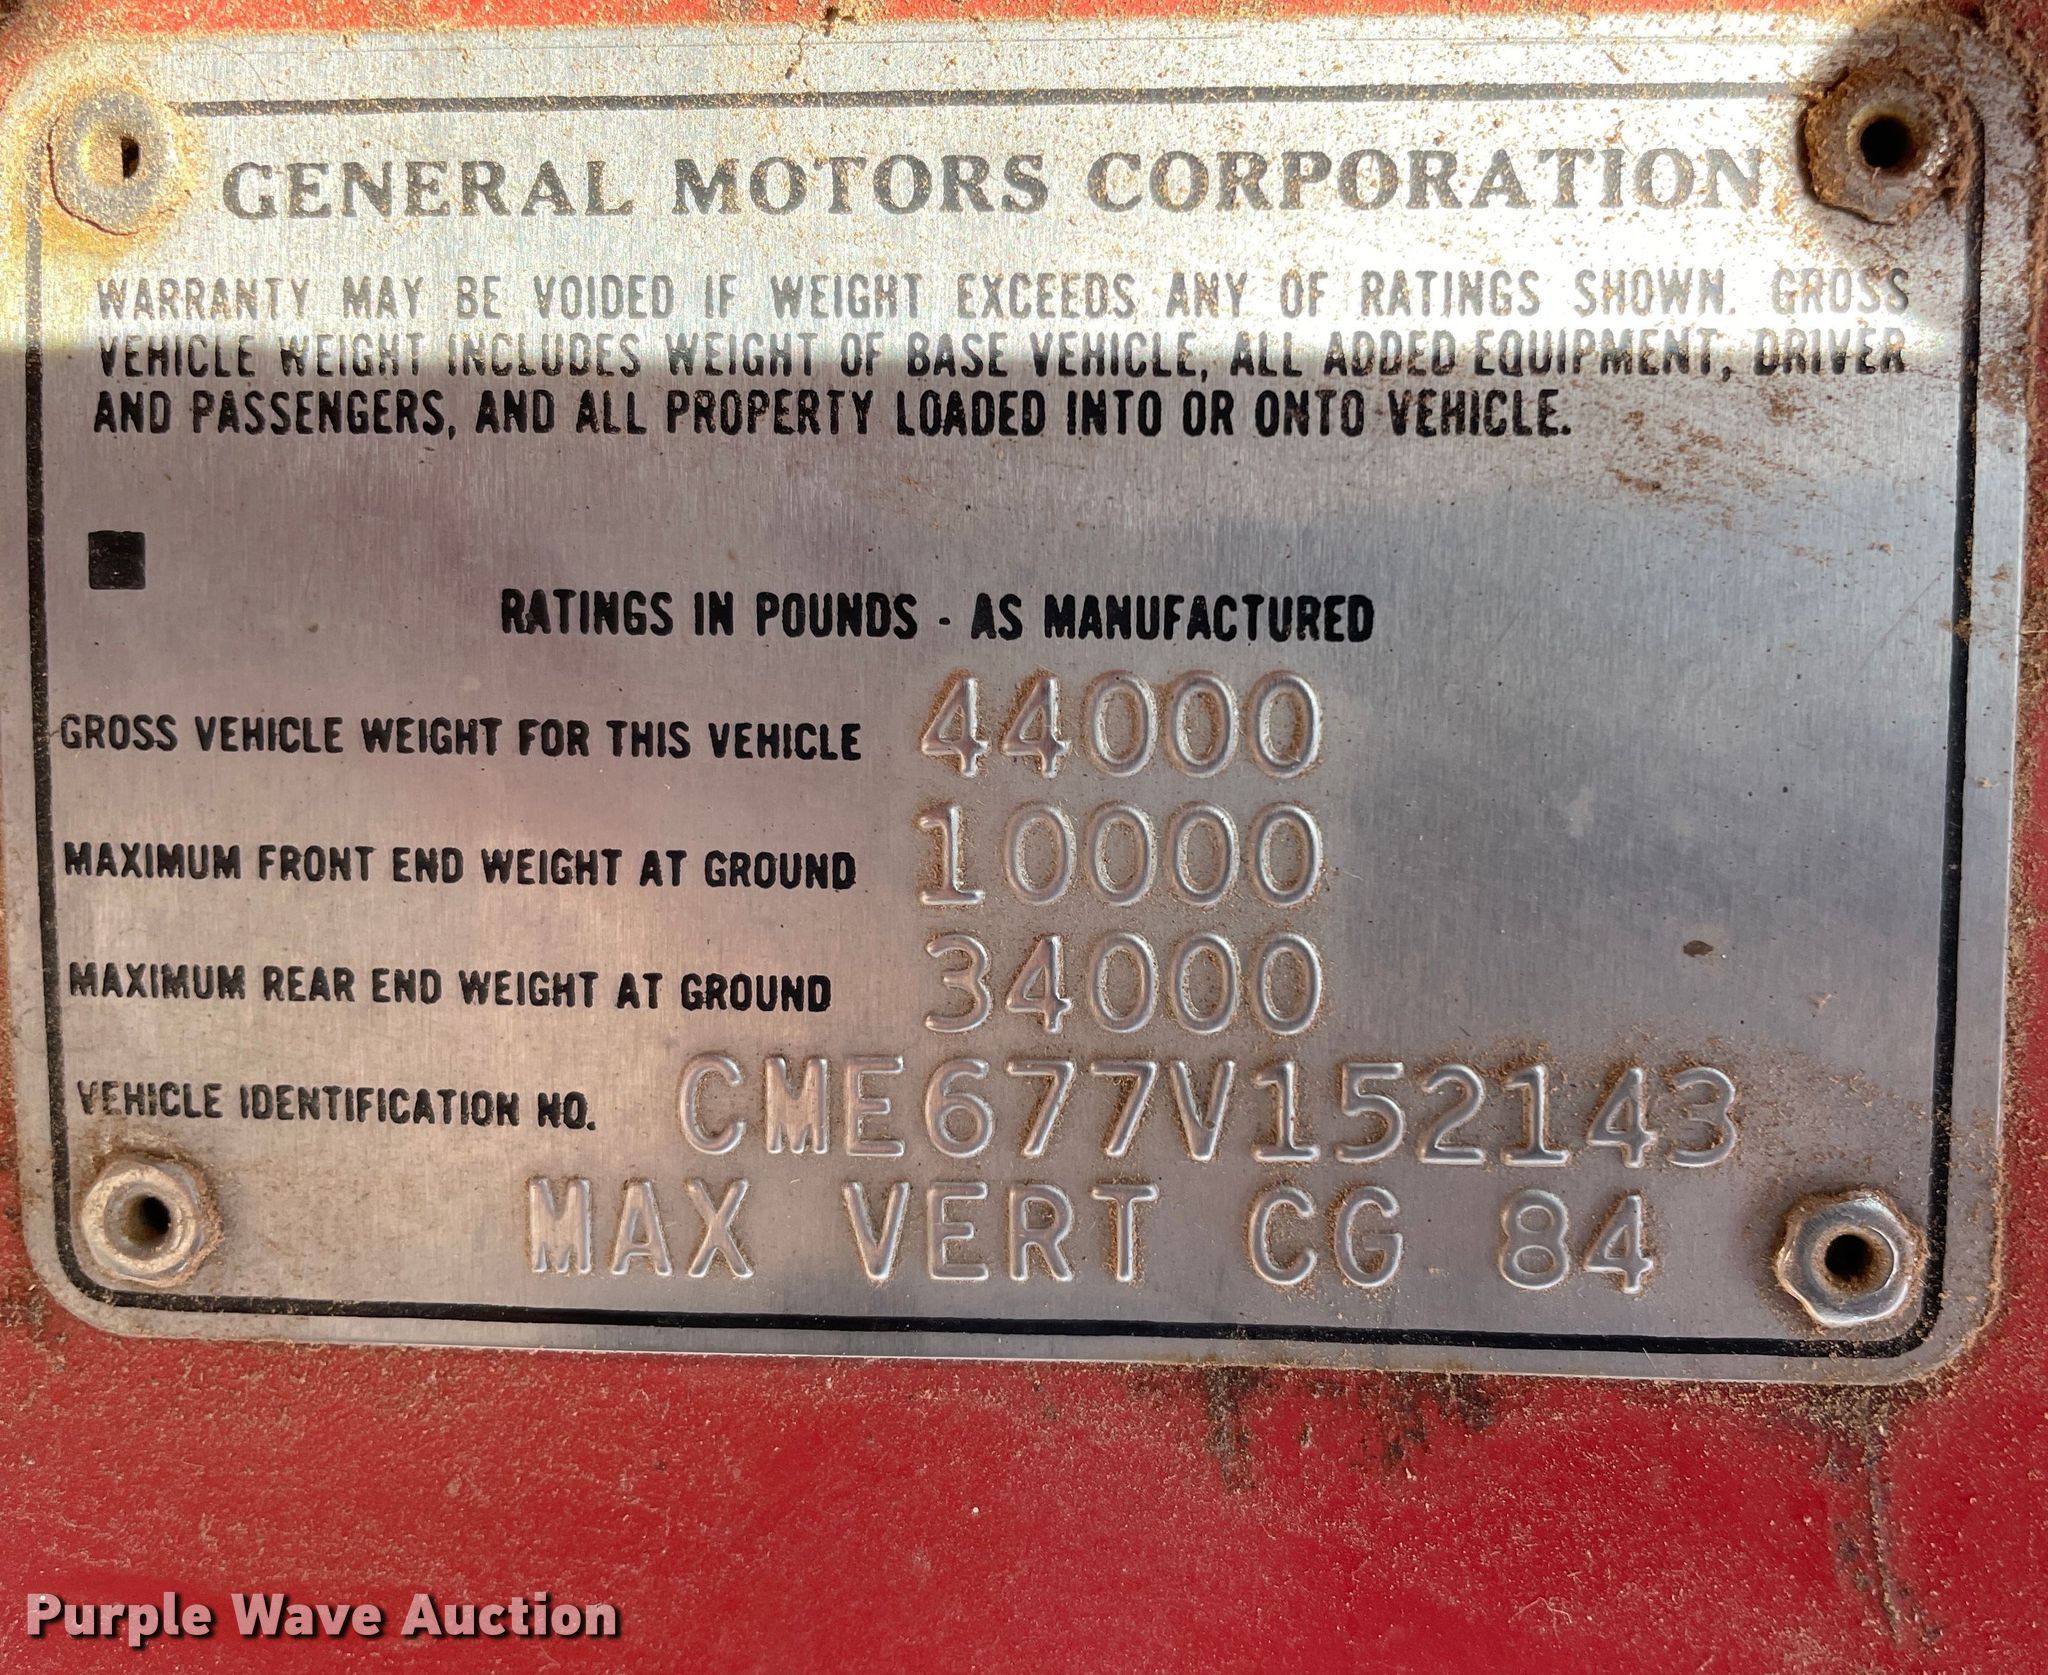 GENERAL MOTORS CORPORATION
WARRANTY MAY BE VOIDED IF WEIGHT EXCEEDS ANY OF RATINGS SHOWN. GROSS
VEHICLE WEIGHT INCLUDES WEIGHT OF BASE VEHICLE, ALL ADDED EQUIPMENT, DRIVER
AND PASSENGERS, AND ALL PROPERTY LOADED INTO OR ONTO VEHICLE.
RATINGS IN POUNDS - AS MANUFACTURED
GROSS VEHICLE WEIGHT FOR THIS VEHICLE 44000
MAXIMUM FRONT END WEIGHT AT GROUND 10000
MAXIMUM REAR END WEIGHT AT GROUND 34000
VEHICLE IDENTIFICATION NO. CME677V152143
MAX VERT CG 84
Purple Wave Auction